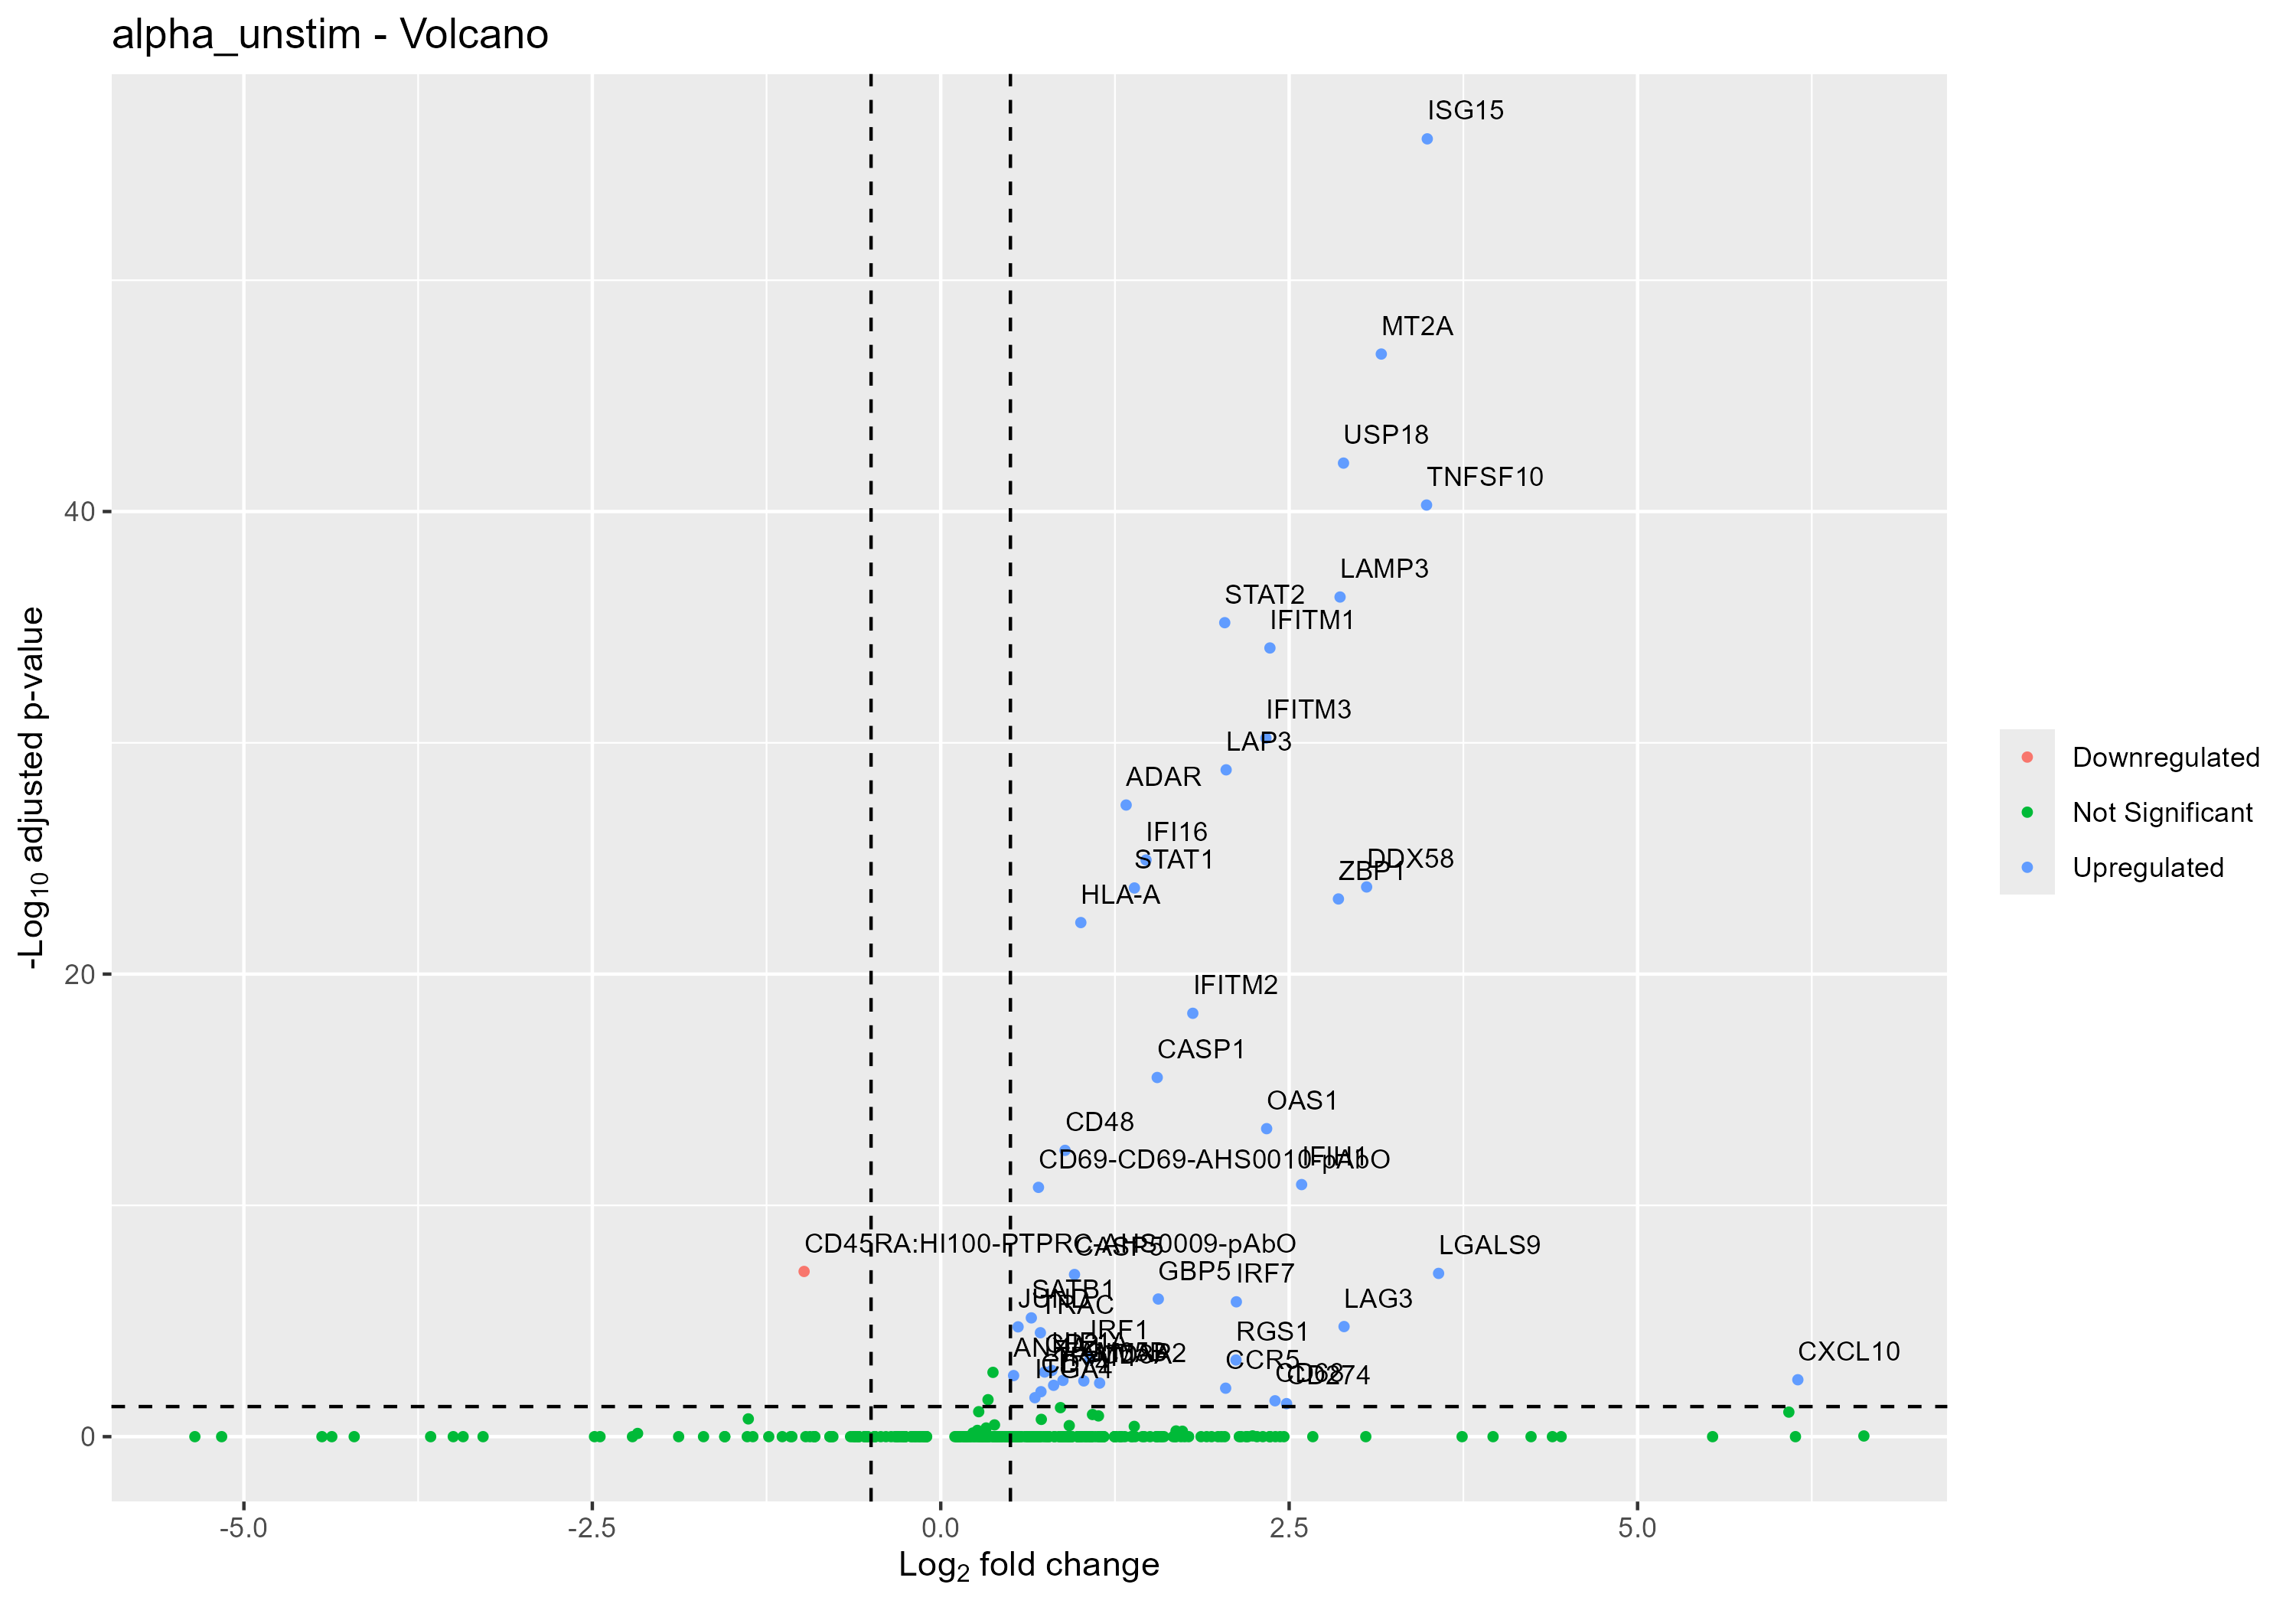 alpha_unstim - Volcano
ISG15
MT2A
USP18
TNFSF10
LAMP3
STAT2
IFITM1
IFITM3
LAP3
ADAR
IFI16
STAT1
DDX58
ZBP1
HLA-A
IFITM2
CASP1
OAS1
CD48
IFIH1
CD69-CD69-AHS0010-pAbO
CD45RA:HI100-PTPRC-AHS0009-pAbO
CASP5
LGALS9
GBP5
IRF7
SATB1
JUND
TRAC
LAG3
IRF1
RGS1
CXCL10
CCR5
CD68
CD274
ITGA4
40
20
0
-5.0
-2.5
0.0
2.5
5.0
Log2 fold change
-Log10 adjusted p-value
Downregulated
Not Significant
Upregulated